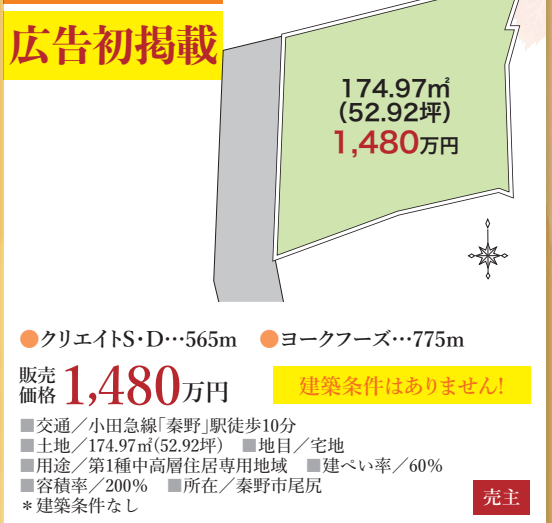 広告初掲載
174.97㎡
(52.92坪)
1,480万円
●クリエイトS・D…565m ●ヨークフーズ…775m
販売価格 1,480万円 建築条件はありません!
■交通／小田急線「秦野」駅徒歩10分
■土地／174.97㎡(52.92坪) ■地目／宅地
■用途／第1種中高層住居専用地域 ■建ぺい率／60%
■容積率／200% ■所在／秦野市尾尻
＊建築条件なし
売主